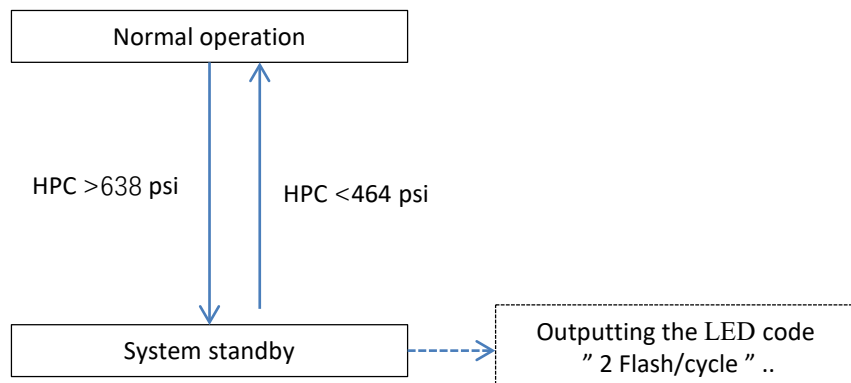 Normal operation
HPC >638 psi
HPC <464 psi
System standby
Outputting the LED code
” 2 Flash/cycle ” ..